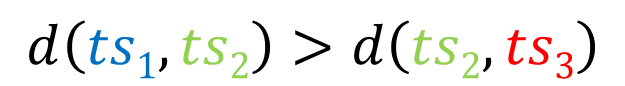 d(ts₁, ts₂) > d(ts₂, ts₃)